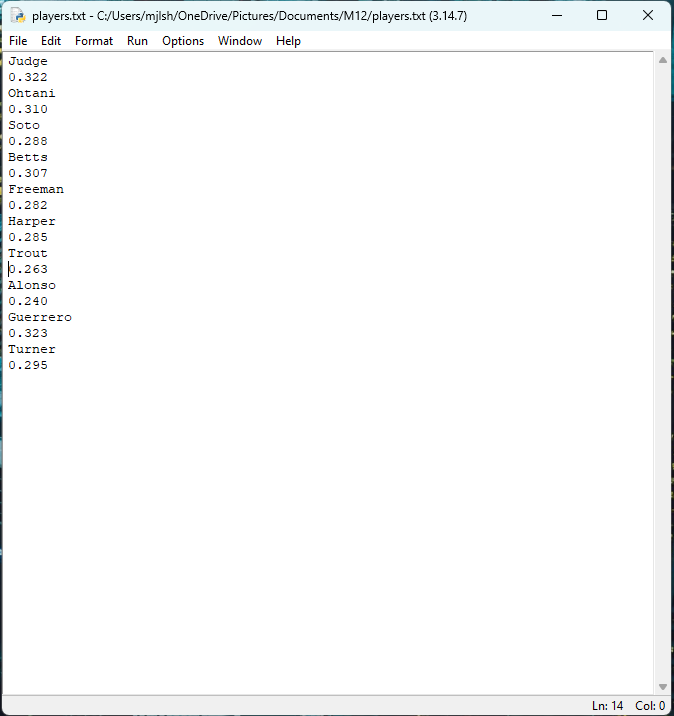 players.txt - C:/Users/mjlsh/OneDrive/Pictures/Documents/M12/players.txt (3.14.7)
File Edit Format Run Options Window Help
Judge
0.322
Ohtani
0.310
Soto
0.288
Betts
0.307
Freeman
0.282
Harper
0.285
Trout
0.263
Alonso
0.240
Guerrero
0.323
Turner
0.295
Ln: 14 Col: 0